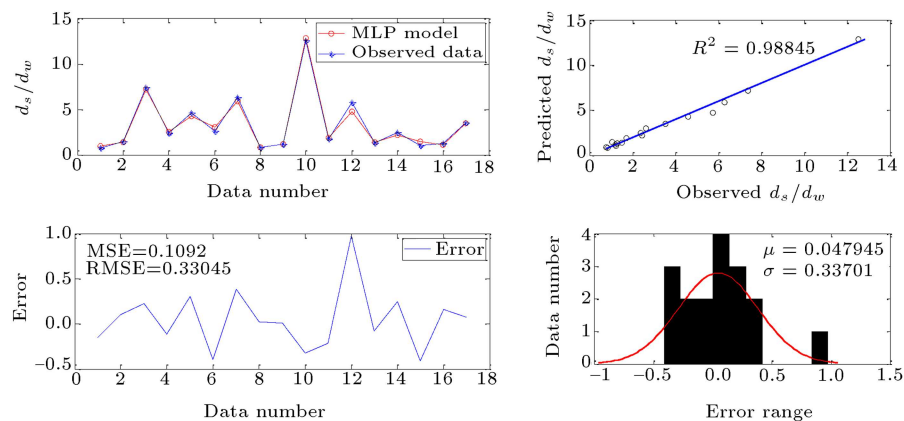 MLP model
Observed data
d_s/d_w
15
10
5
0
0 2 4 6 8 10 12 14 16 18
Data number
R² = 0.98845
Predicted d_s/d_w
15
10
5
0
0 2 4 6 8 10 12 14
Observed d_s/d_w
MSE=0.1092
RMSE=0.33045
Error
Error
1.0
0.5
0.0
−0.5
0 2 4 6 8 10 12 14 16 18
Data number
μ = 0.047945
σ = 0.33701
Data number
4
3
2
1
0
−1 −0.5 0.0 0.5 1.0 1.5
Error range